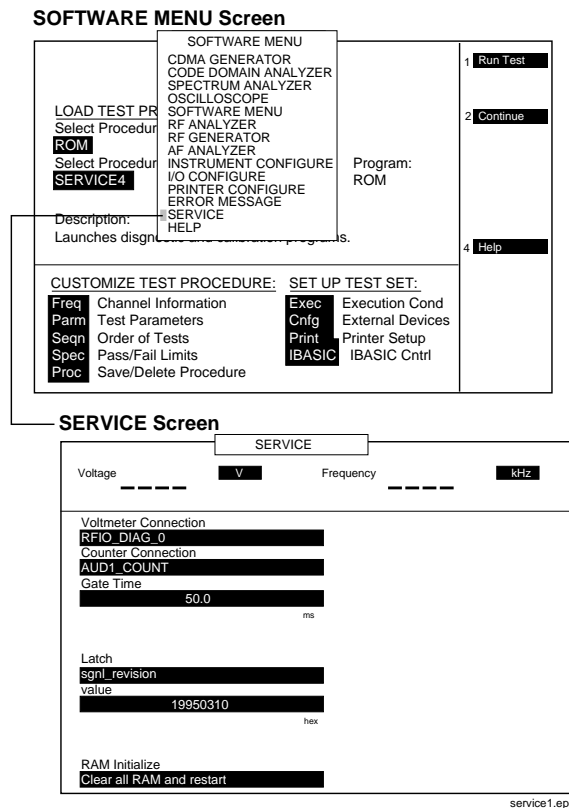 SOFTWARE MENU Screen
SOFTWARE MENU
CDMA GENERATOR
CODE DOMAIN ANALYZER
SPECTRUM ANALYZER
OSCILLOSCOPE
SOFTWARE MENU
RF ANALYZER
RF GENERATOR
AF ANALYZER
INSTRUMENT CONFIGURE
I/O CONFIGURE
PRINTER CONFIGURE
ERROR MESSAGE
SERVICE
HELP
LOAD TEST PR
Select Procedur
ROM
Select Procedur
SERVICE4
Program:
ROM
Description:
Launches disgnostic and calibration programs.
1 Run Test
2 Continue
4 Help
CUSTOMIZE TEST PROCEDURE:
Freq Channel Information
Parm Test Parameters
Seqn Order of Tests
Spec Pass/Fail Limits
Proc Save/Delete Procedure
SET UP TEST SET:
Exec Execution Cond
Cnfg External Devices
Print Printer Setup
IBASIC IBASIC Cntrl
SERVICE Screen
SERVICE
Voltage V Frequency kHz
Voltmeter Connection
RFIO_DIAG_0
Counter Connection
AUD1_COUNT
Gate Time
50.0
ms
Latch
sgnl_revision
value
19950310
hex
RAM Initialize
Clear all RAM and restart
service1.ep